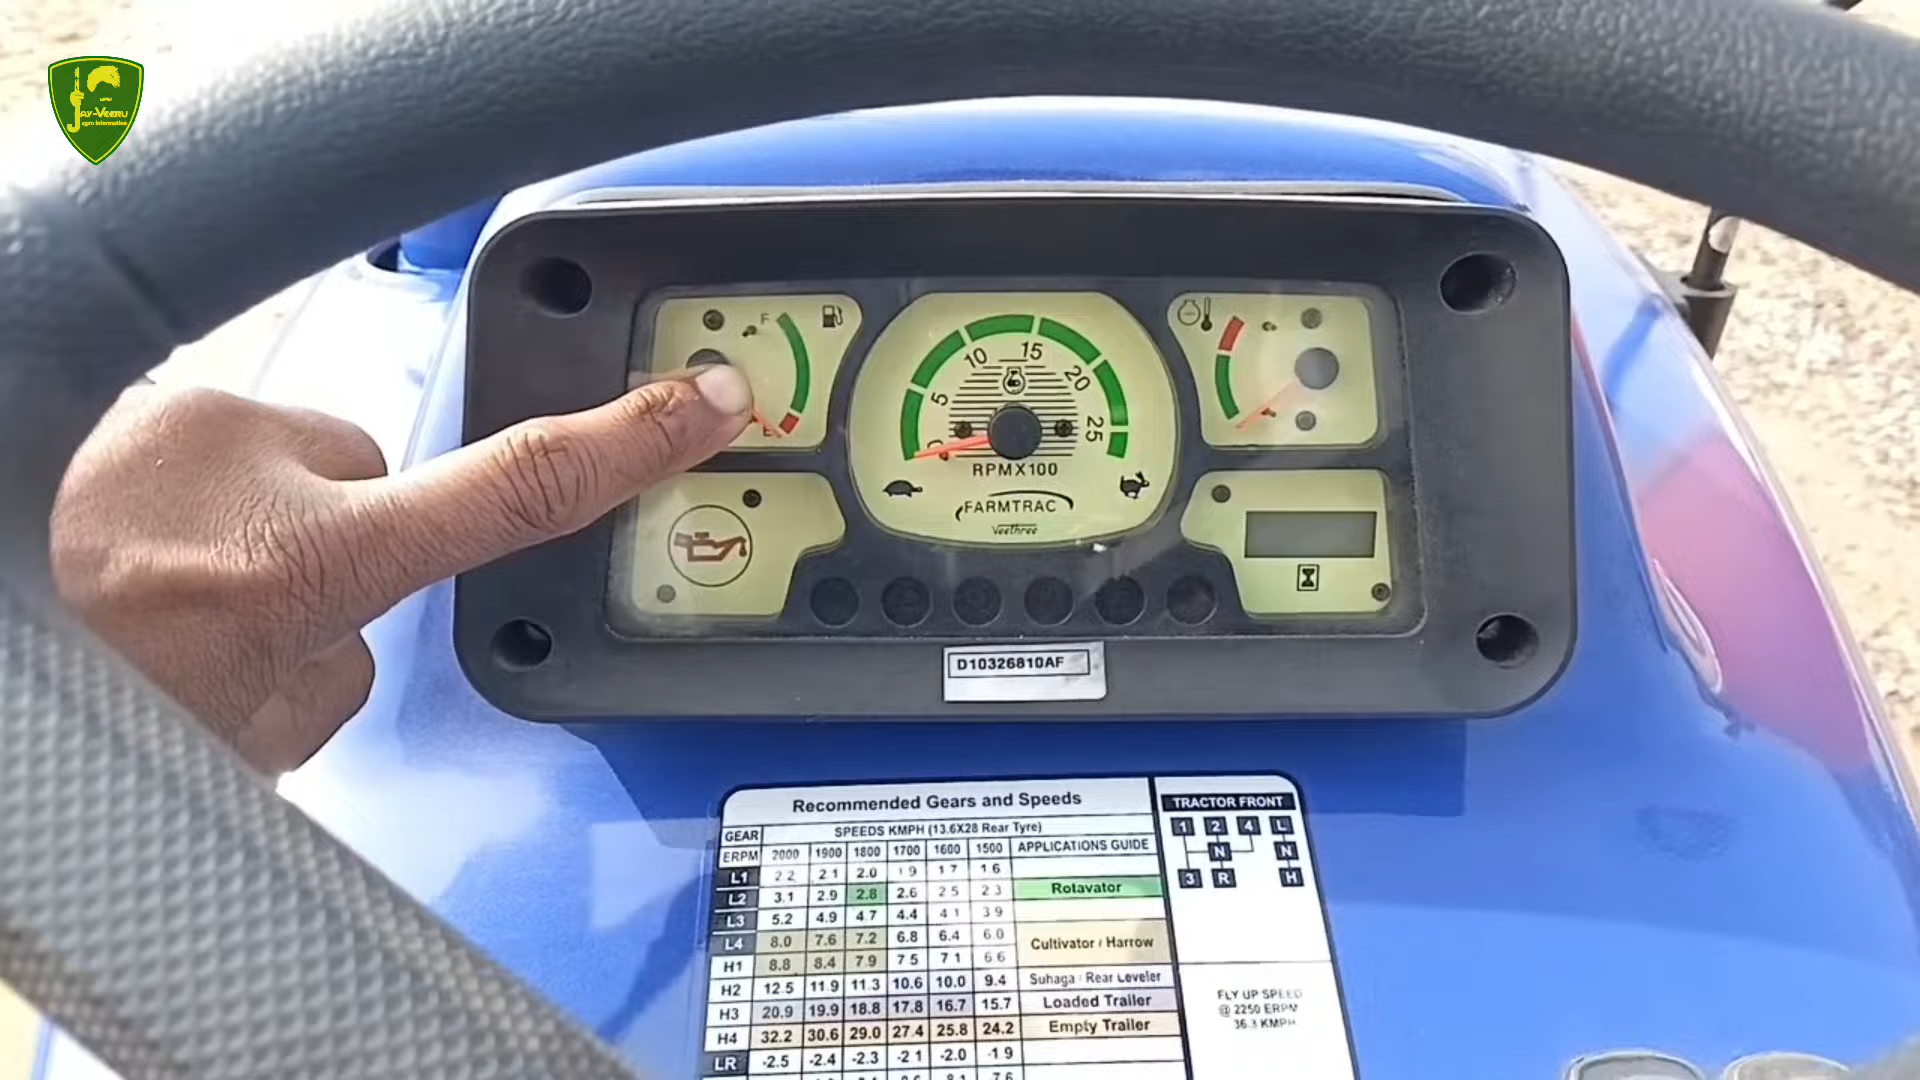 Jay-Veeru
agro information
F
E
5
10
15
20
25
0
RPMX100
FARMTRAC
Veethree
D10326810AF
Recommended Gears and Speeds
GEAR SPEEDS KMPH (13.6X28 Rear Tyre)
ERPM 2000 1900 1800 1700 1600 1500 APPLICATIONS GUIDE
L1 2.2 2.1 2.0 1.9 1.7 1.6
L2 3.1 2.9 2.8 2.6 2.5 2.3 Rotavator
L3 5.2 4.9 4.7 4.4 4.1 3.9
L4 8.0 7.6 7.2 6.8 6.4 6.0 Cultivator / Harrow
H1 8.8 8.4 7.9 7.5 7.1 6.6
H2 12.5 11.9 11.3 10.6 10.0 9.4 Suhaga / Rear Leveler
H3 20.9 19.9 18.8 17.8 16.7 15.7 Loaded Trailer
H4 32.2 30.6 29.0 27.4 25.8 24.2 Empty Trailer
LR -2.5 -2.4 -2.3 -2.1 -2.0 -1.9
TRACTOR FRONT
1 2 4 L
N N
3 R H
FLY UP SPEED
@ 2250 ERPM
36.3 KMPH